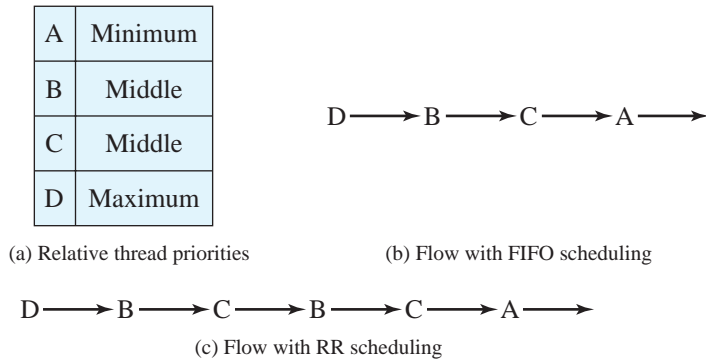 A Minimum
B Middle
C Middle
D Maximum
D B C A
(a) Relative thread priorities
(b) Flow with FIFO scheduling
D B C B C A
(c) Flow with RR scheduling